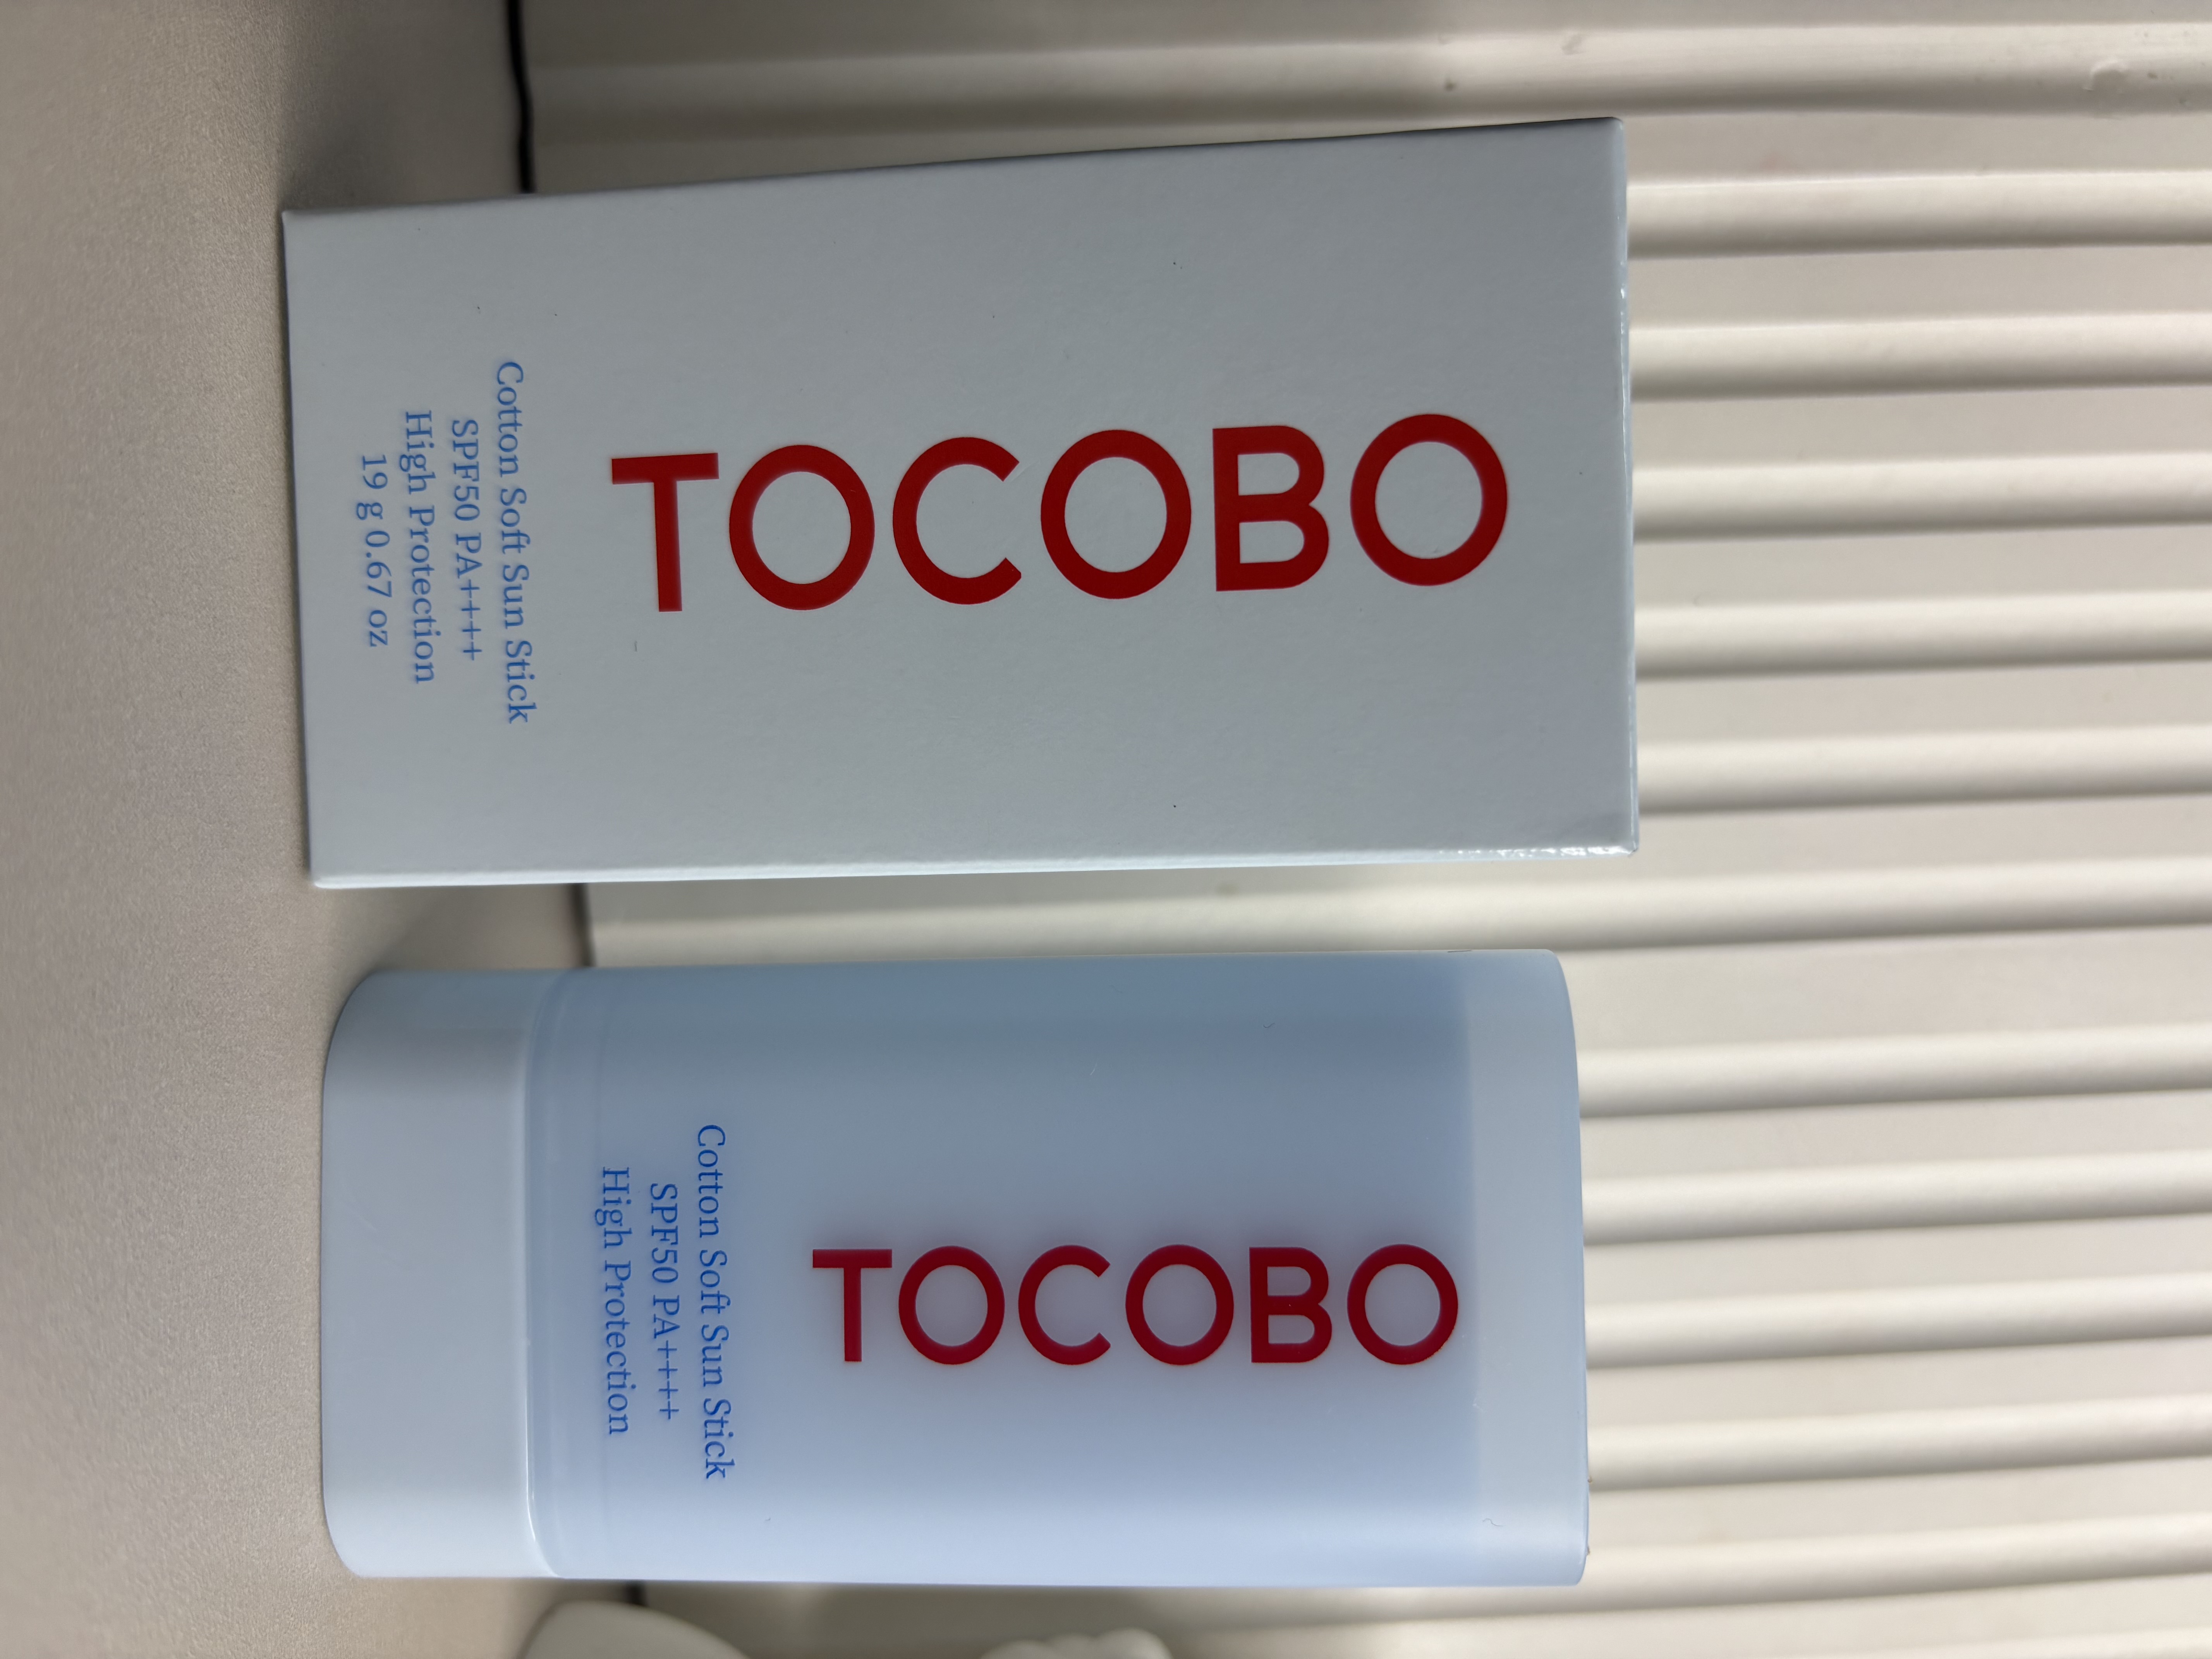 TOCOBO
Cotton Soft Sun Stick
SPF50 PA++++
High Protection
19 g 0.67 oz
TOCOBO
Cotton Soft Sun Stick
SPF50 PA++++
High Protection